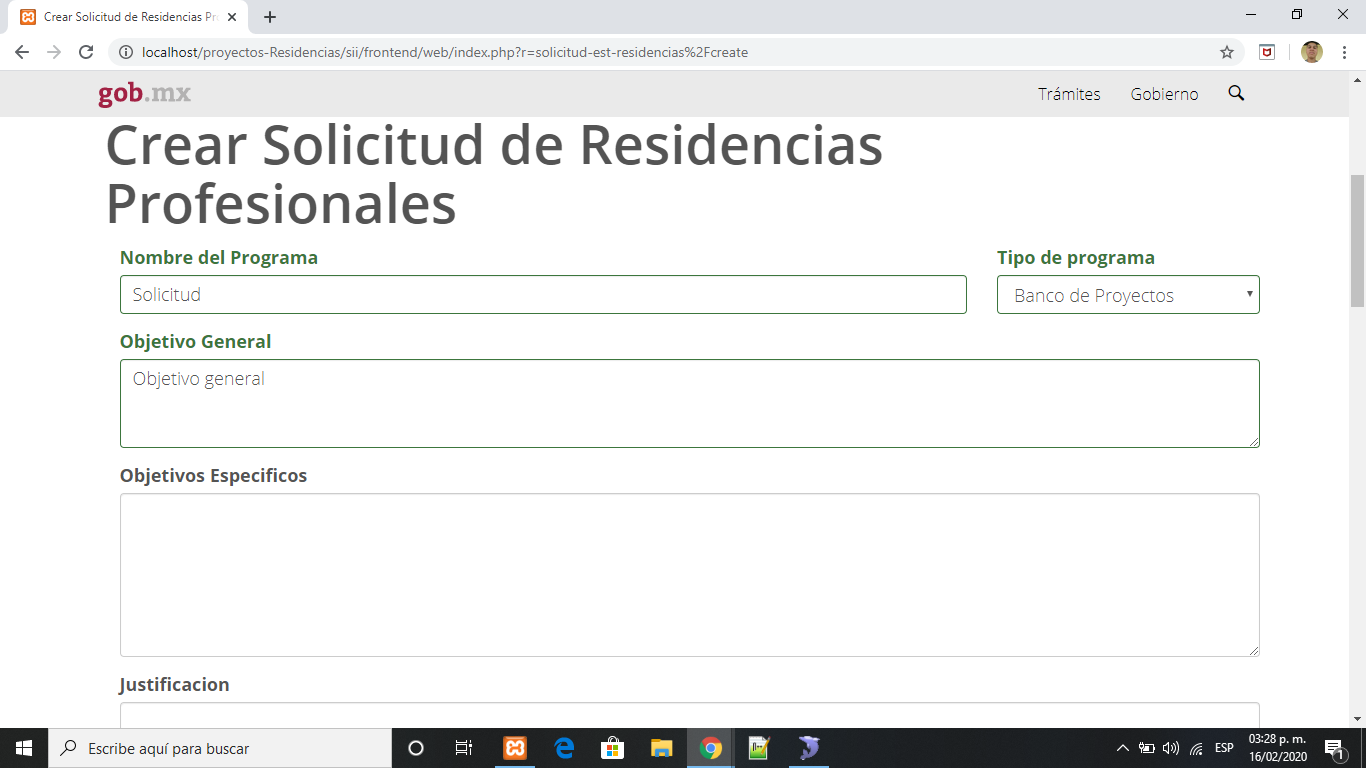 Crear Solicitud de Residencias Pr
localhost/proyectos-Residencias/sii/frontend/web/index.php?r=solicitud-est-residencias%2Fcreate
gob.mx
Trámites
Gobierno
Crear Solicitud de Residencias
Profesionales
Nombre del Programa
Tipo de programa
Solicitud
Banco de Proyectos
Objetivo General
Objetivo general
Objetivos Especificos
Justificacion
Escribe aquí para buscar
ESP
03:28 p. m.
16/02/2020
1